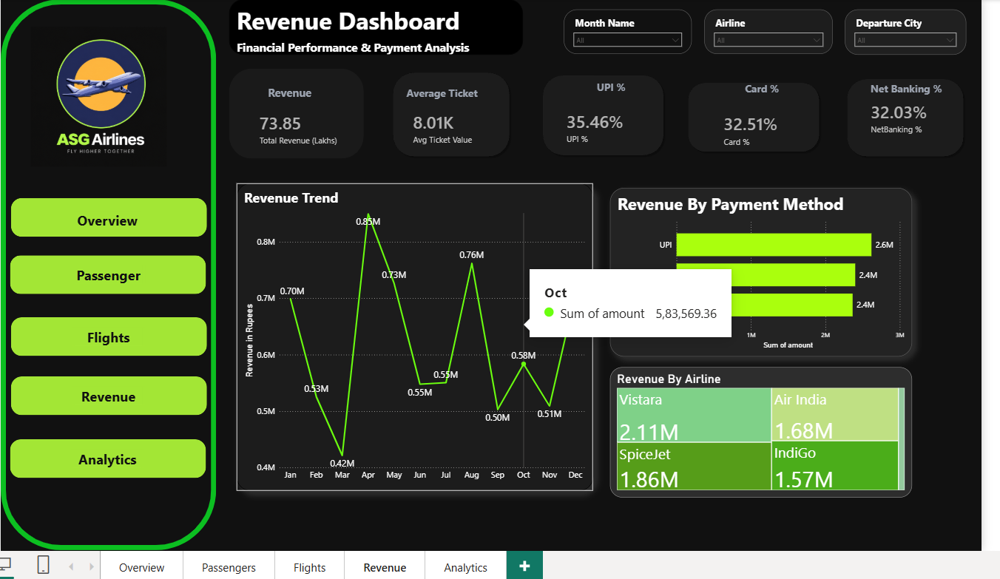 Revenue Dashboard
Financial Performance & Payment Analysis
Month Name
All
Airline
All
Departure City
All
ASG Airlines
FLY HIGHER TOGETHER
Overview
Passenger
Flights
Revenue
Analytics
Revenue
73.85
Total Revenue (Lakhs)
Average Ticket
8.01K
Avg Ticket Value
UPI %
35.46%
UPI %
Card %
32.51%
Card %
Net Banking %
32.03%
NetBanking %
Revenue Trend
Revenue in Rupees
0.8M
0.7M
0.6M
0.5M
0.4M
0.70M
0.53M
0.42M
0.85M
0.73M
0.55M
0.55M
0.76M
0.50M
0.58M
0.51M
Jan Feb Mar Apr May Jun Jul Aug Sep Oct Nov Dec
Oct
Sum of amount 5,83,569.36
Revenue By Payment Method
UPI 2.6M
2.4M
2.4M
1M 2M 3M
Sum of amount
Revenue By Airline
Vistara
2.11M
Air India
1.68M
SpiceJet
1.86M
IndiGo
1.57M
Overview Passengers Flights Revenue Analytics +